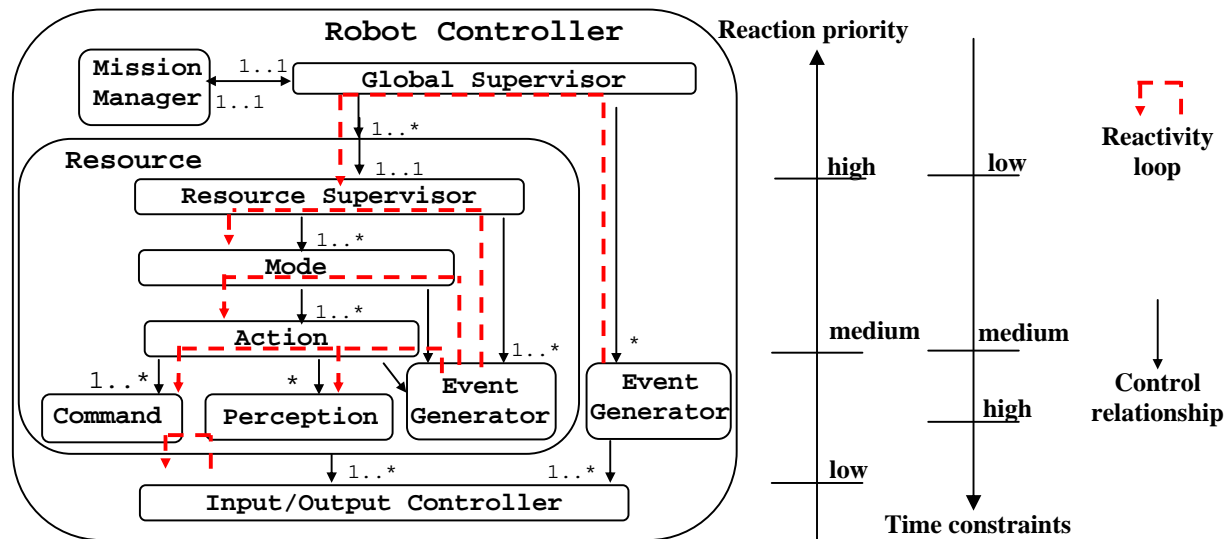 Robot Controller
Mission
Manager
1..1
1..1
Global Supervisor
1..*
Resource
1..1
Resource Supervisor
1..*
Mode
1..*
Action
1..*
*
1..*
*
Command
Perception
Event
Generator
Event
Generator
1..*
1..*
Input/Output Controller
Reaction priority
high
medium
low
low
medium
high
Time constraints
Reactivity
loop
Control
relationship